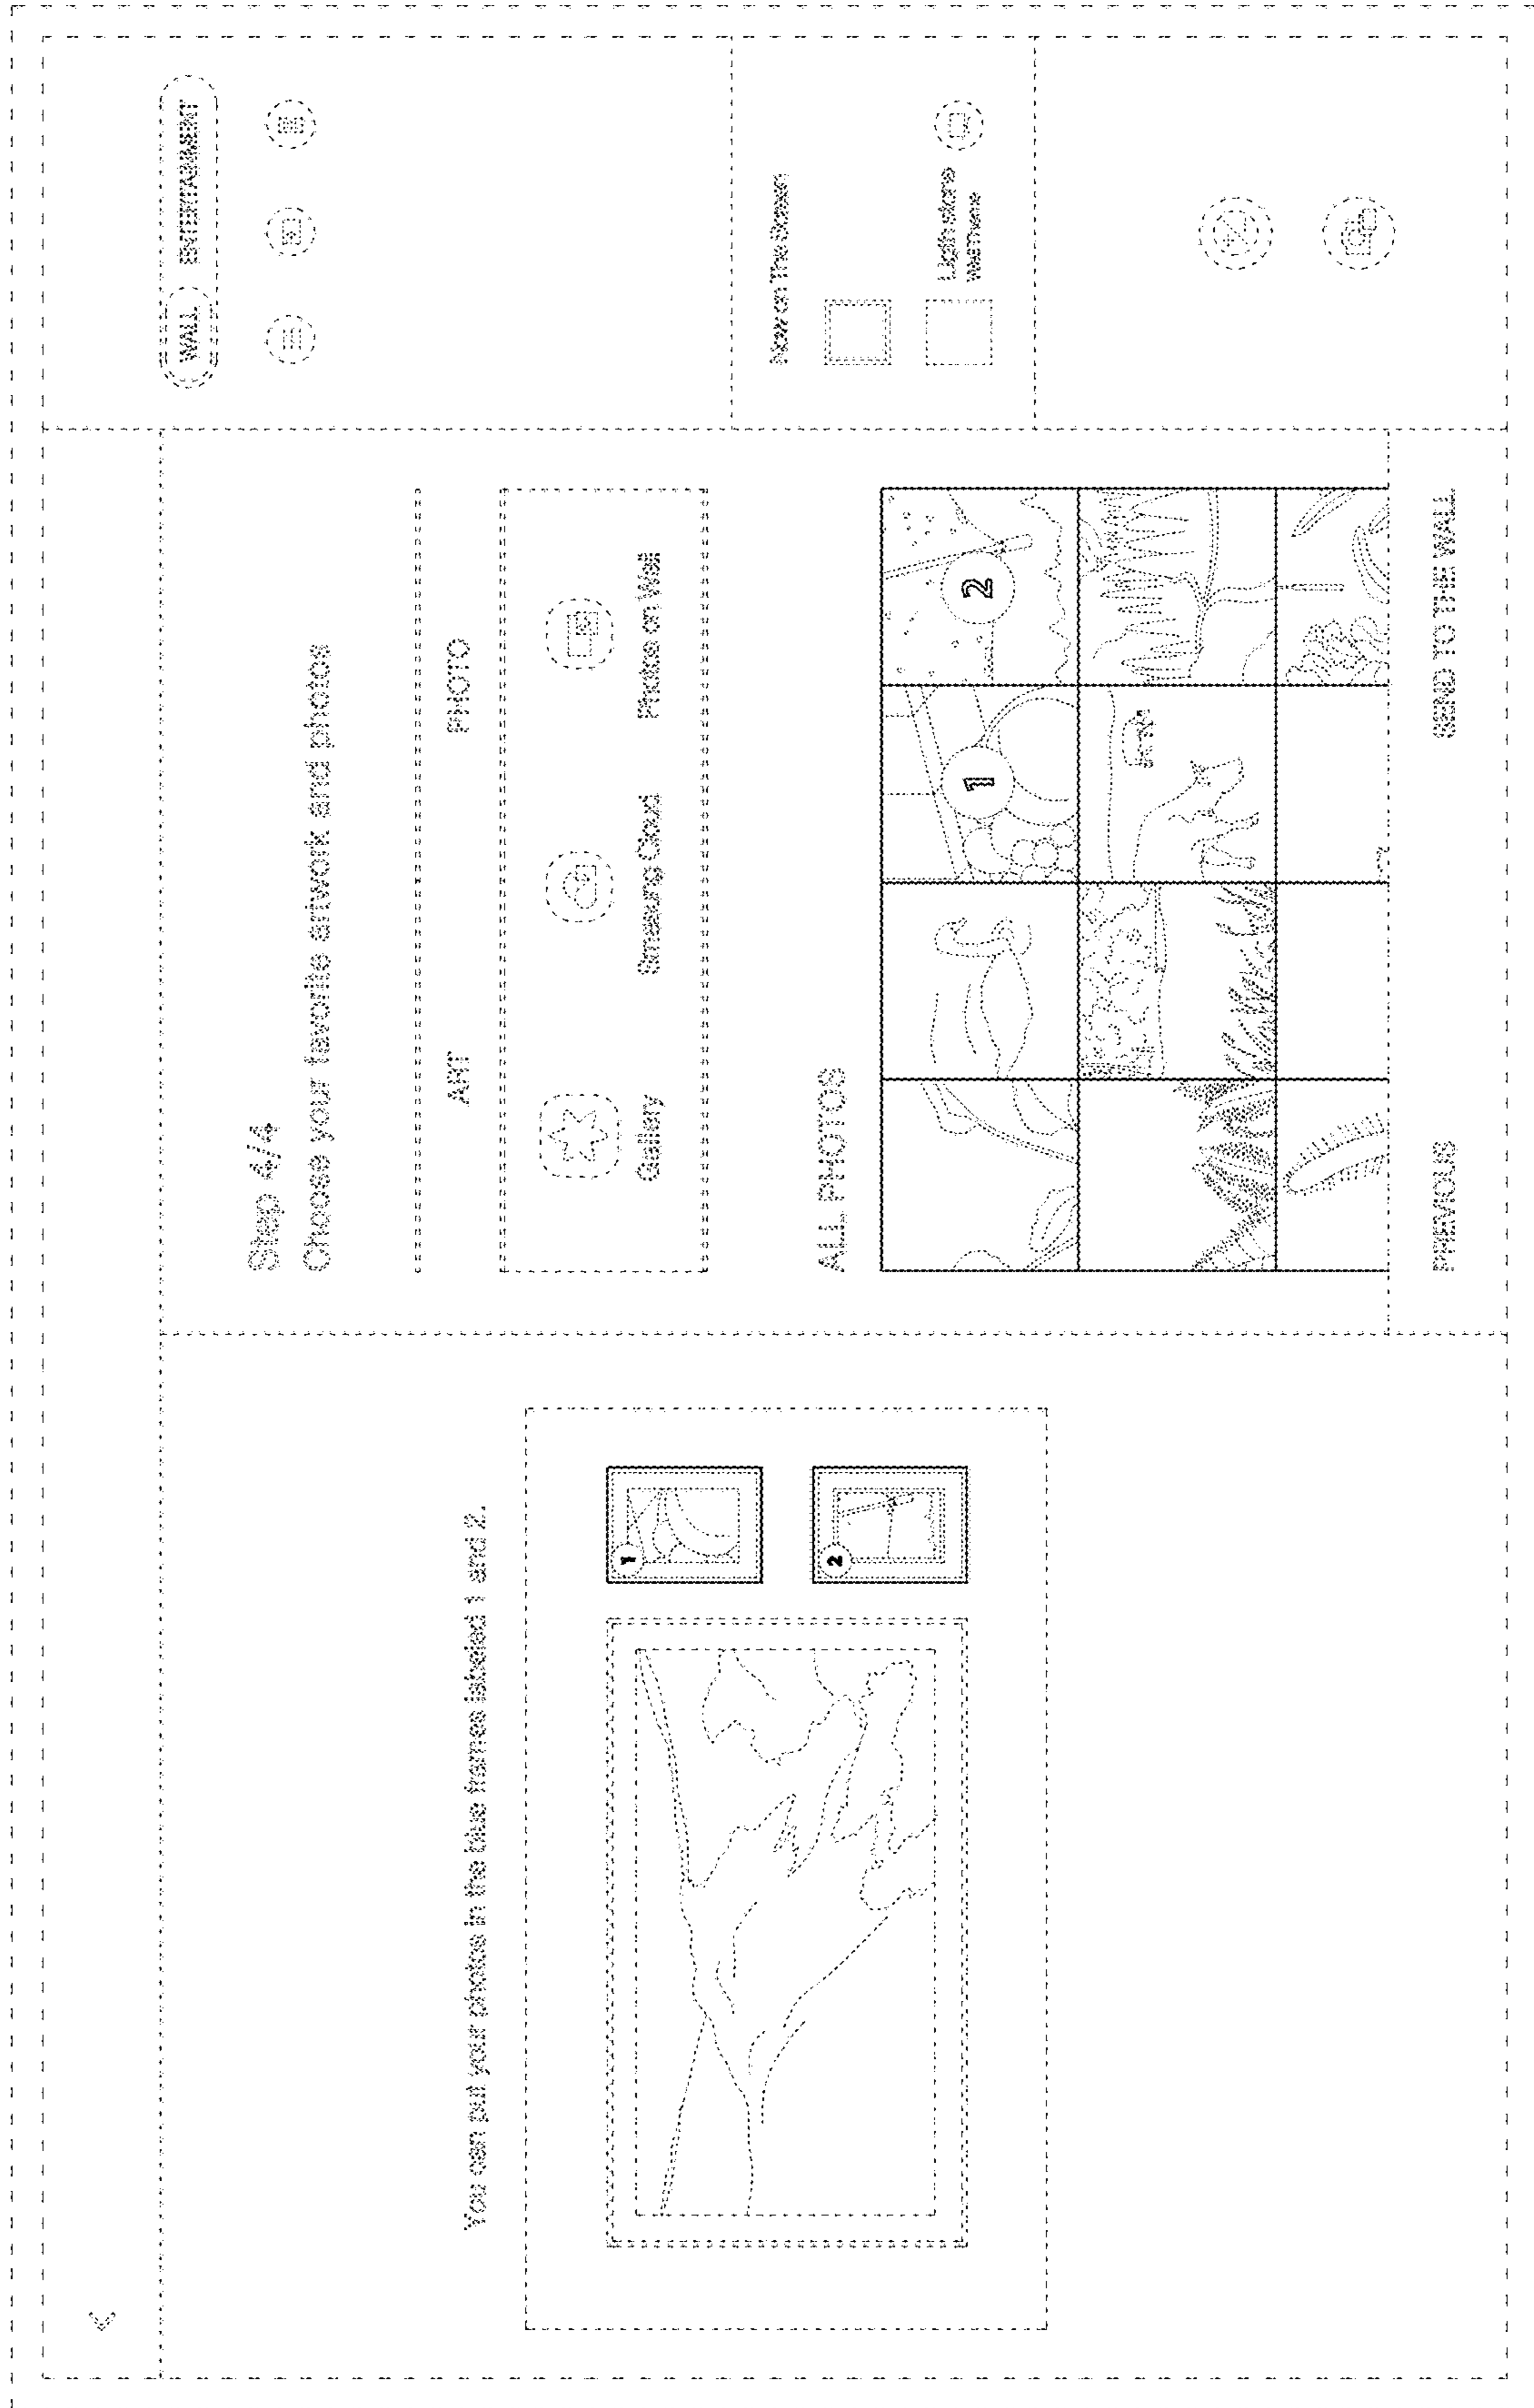 You can put your photos in the blue frames labeled 1 and 2.
1
2
Step 4/4
Choose your favorite artwork and photos
ART
PHOTO
Gallery
Smasung Cloud
Photos on Wall
ALL PHOTOS
1
2
PREVIOUS
SEND TO THE WALL
WALL
ENTERTAINMENT
Now on The Screen